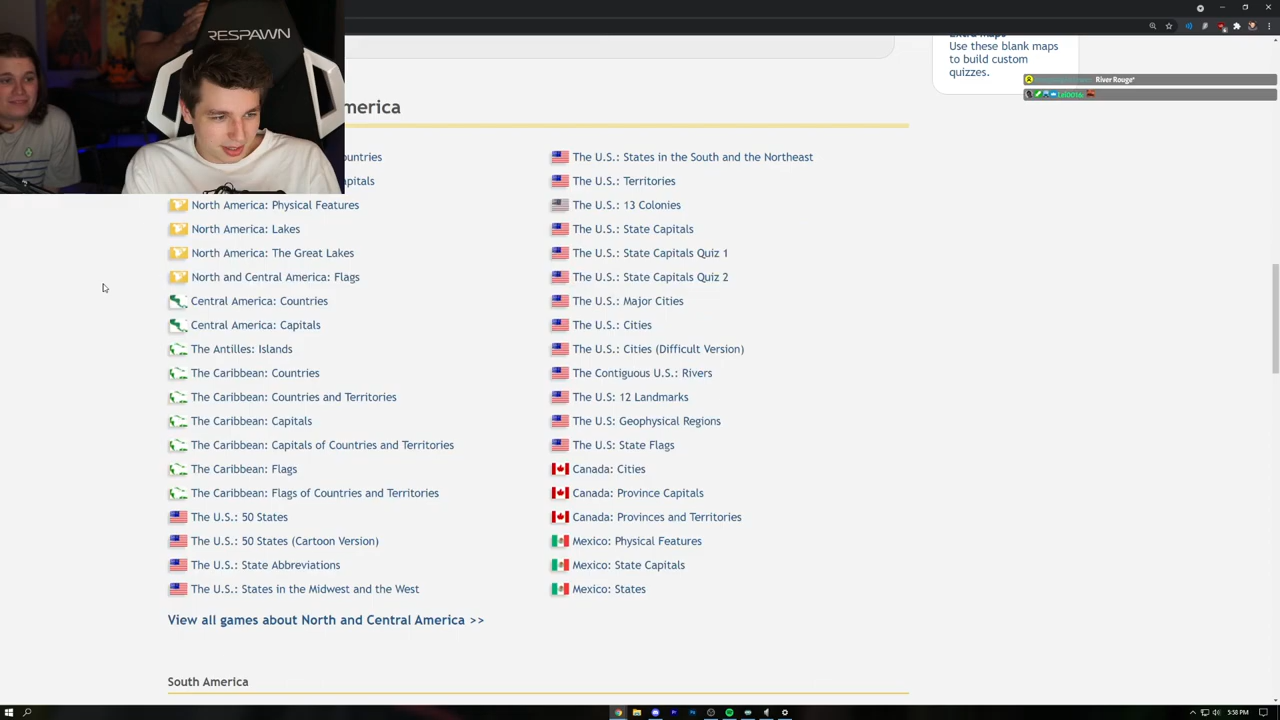 RESPAWN
Extra maps
Use these blank maps
to build custom
quizzes.
River Rouge*
merica
ountries
apitals
North America: Physical Features
North America: Lakes
North America: The Great Lakes
North and Central America: Flags
Central America: Countries
Central America: Capitals
The Antilles: Islands
The Caribbean: Countries
The Caribbean: Countries and Territories
The Caribbean: Capitals
The Caribbean: Capitals of Countries and Territories
The Caribbean: Flags
The Caribbean: Flags of Countries and Territories
The U.S.: 50 States
The U.S.: 50 States (Cartoon Version)
The U.S.: State Abbreviations
The U.S.: States in the Midwest and the West
The U.S.: States in the South and the Northeast
The U.S.: Territories
The U.S.: 13 Colonies
The U.S.: State Capitals
The U.S.: State Capitals Quiz 1
The U.S.: State Capitals Quiz 2
The U.S.: Major Cities
The U.S.: Cities
The U.S.: Cities (Difficult Version)
The Contiguous U.S.: Rivers
The U.S: 12 Landmarks
The U.S: Geophysical Regions
The U.S: State Flags
Canada: Cities
Canada: Province Capitals
Canada: Provinces and Territories
Mexico: Physical Features
Mexico: State Capitals
Mexico: States
View all games about North and Central America >>
South America
5:58 PM